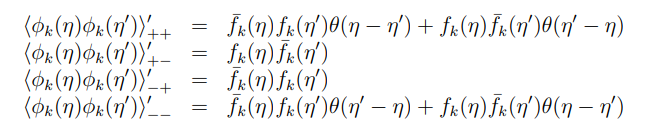 ⟨ϕ_k(η)ϕ_k(η′)⟩′_{++} = f̄_k(η)f_k(η′)θ(η − η′) + f_k(η)f̄_k(η′)θ(η′ − η)
⟨ϕ_k(η)ϕ_k(η′)⟩′_{+−} = f_k(η)f̄_k(η′)
⟨ϕ_k(η)ϕ_k(η′)⟩′_{−+} = f̄_k(η)f_k(η′)
⟨ϕ_k(η)ϕ_k(η′)⟩′_{−−} = f̄_k(η)f_k(η′)θ(η′ − η) + f_k(η)f̄_k(η′)θ(η − η′)